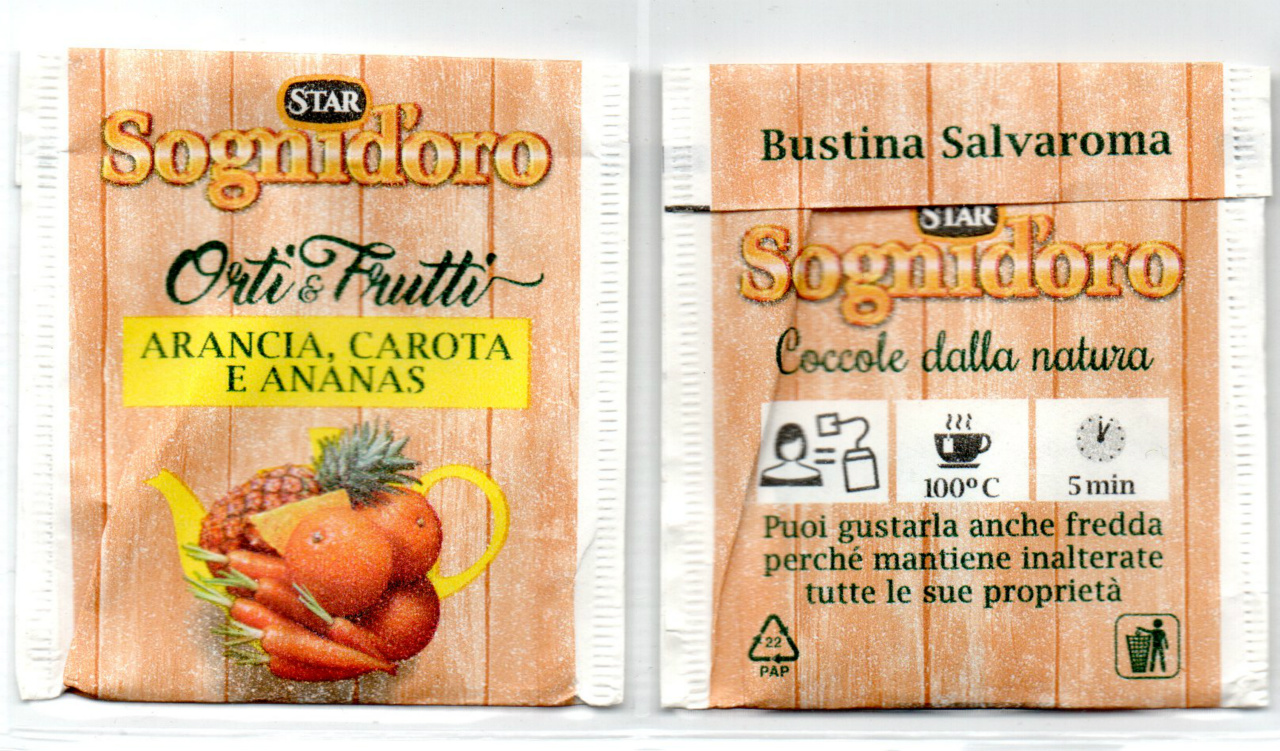 STAR
Sognid'oro
Orti & Frutti
ARANCIA, CAROTA
E ANANAS
Bustina Salvaroma
STAR
Sognid'oro
Coccole dalla natura
100° C
5 min
Puoi gustarla anche fredda
perché mantiene inalterate
tutte le sue proprietà
22
PAP